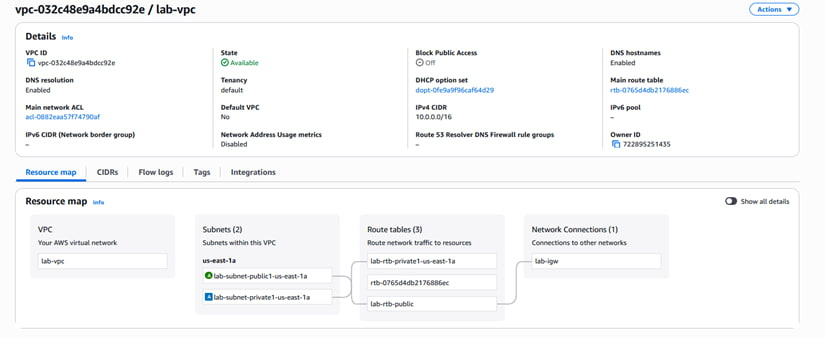 vpc-032c48e9a4bdcc92e / lab-vpc
Actions
Details Info
VPC ID
vpc-032c48e9a4bdcc92e
State
Available
Block Public Access
Off
DNS hostnames
Enabled
DNS resolution
Enabled
Tenancy
default
DHCP option set
dopt-0fe9a9f96caf64d29
Main route table
rtb-0765d4db2176886ec
Main network ACL
acl-0882eaa57f74790af
Default VPC
No
IPv4 CIDR
10.0.0.0/16
IPv6 pool
–
IPv6 CIDR (Network border group)
–
Network Address Usage metrics
Disabled
Route 53 Resolver DNS Firewall rule groups
–
Owner ID
722895251435
Resource map
CIDRs
Flow logs
Tags
Integrations
Resource map Info
Show all details
VPC
Your AWS virtual network
lab-vpc
Subnets (2)
Subnets within this VPC
us-east-1a
A lab-subnet-public1-us-east-1a
A lab-subnet-private1-us-east-1a
Route tables (3)
Route network traffic to resources
lab-rtb-private1-us-east-1a
rtb-0765d4db2176886ec
lab-rtb-public
Network Connections (1)
Connections to other networks
lab-igw